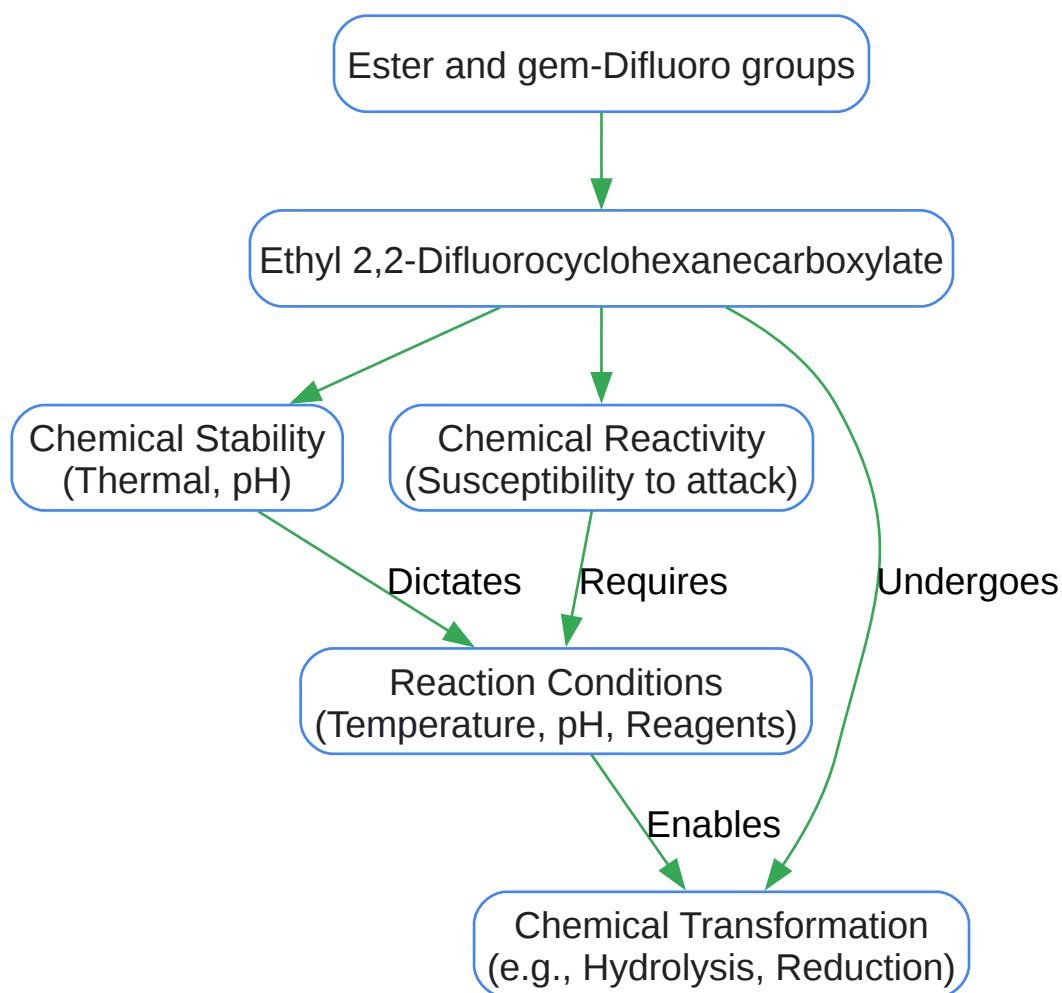 Ester and gem-Difluoro groups
Ethyl 2,2-Difluorocyclohexanecarboxylate
Chemical Stability
(Thermal, pH)
Chemical Reactivity
(Susceptibility to attack)
Dictates
Requires
Undergoes
Reaction Conditions
(Temperature, pH, Reagents)
Enables
Chemical Transformation
(e.g., Hydrolysis, Reduction)